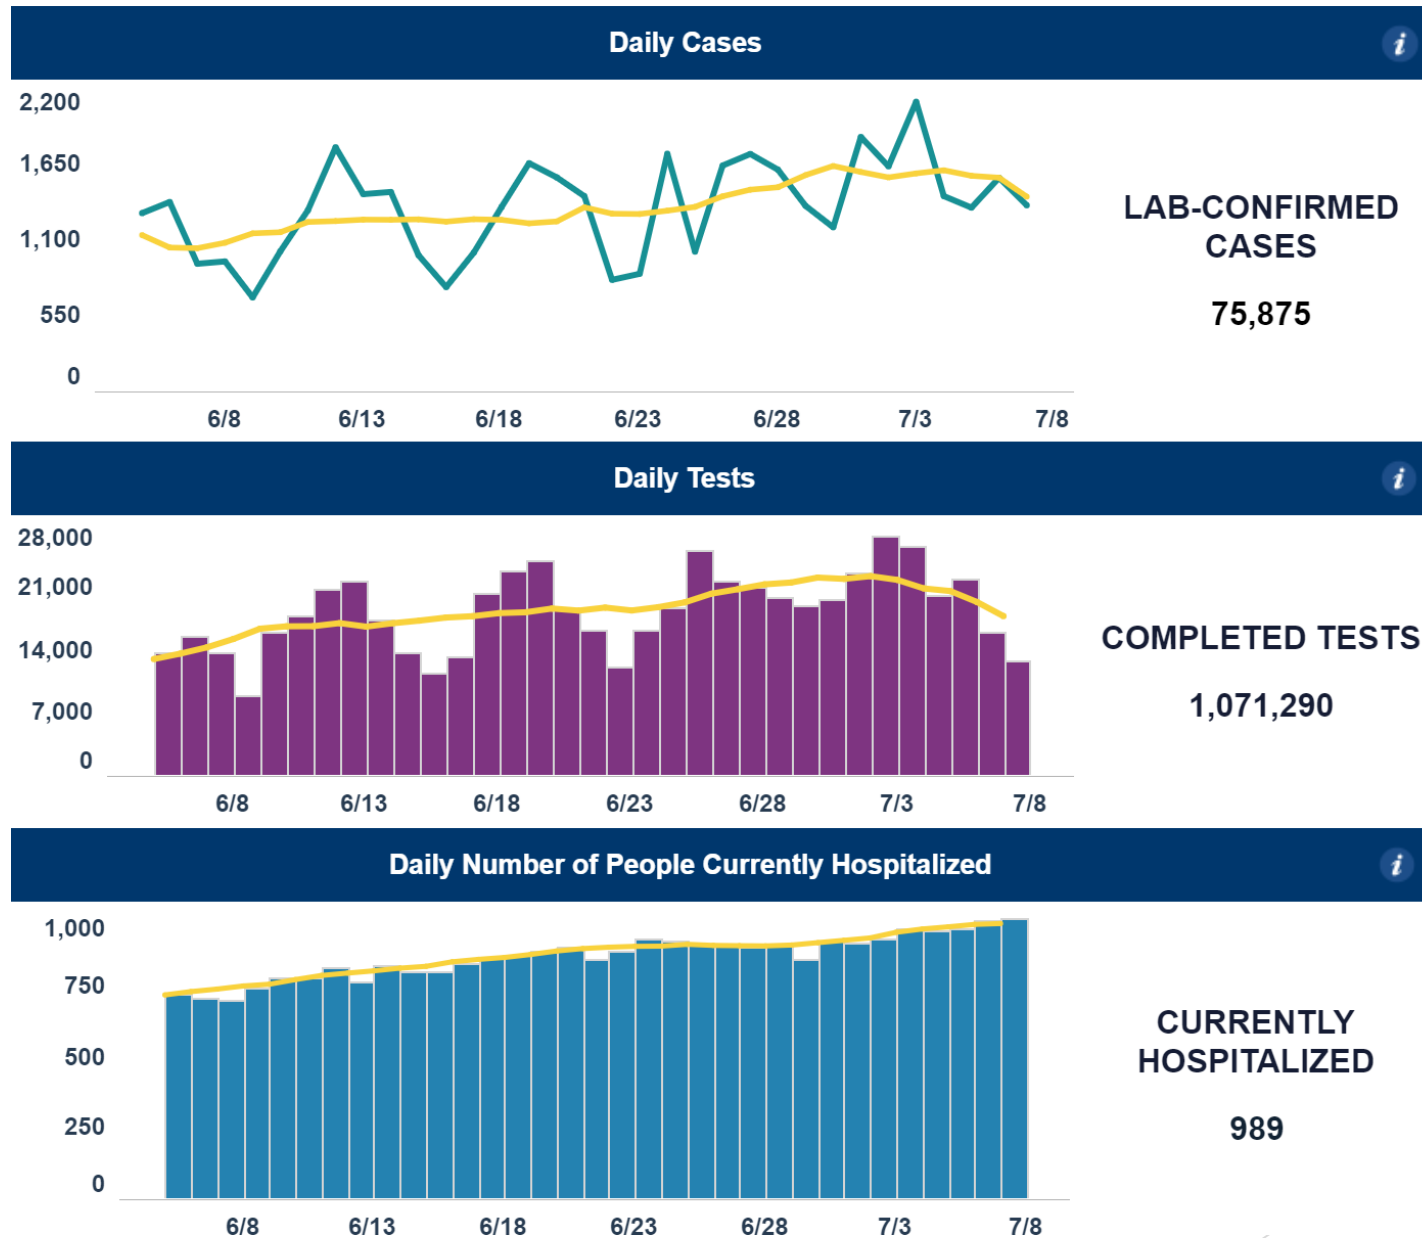 Daily Cases
i
2,200
1,650
1,100
550
0
6/8 6/13 6/18 6/23 6/28 7/3 7/8
LAB-CONFIRMED
CASES
75,875
Daily Tests
i
28,000
21,000
14,000
7,000
0
6/8 6/13 6/18 6/23 6/28 7/3 7/8
COMPLETED TESTS
1,071,290
Daily Number of People Currently Hospitalized
i
1,000
750
500
250
0
6/8 6/13 6/18 6/23 6/28 7/3 7/8
CURRENTLY
HOSPITALIZED
989